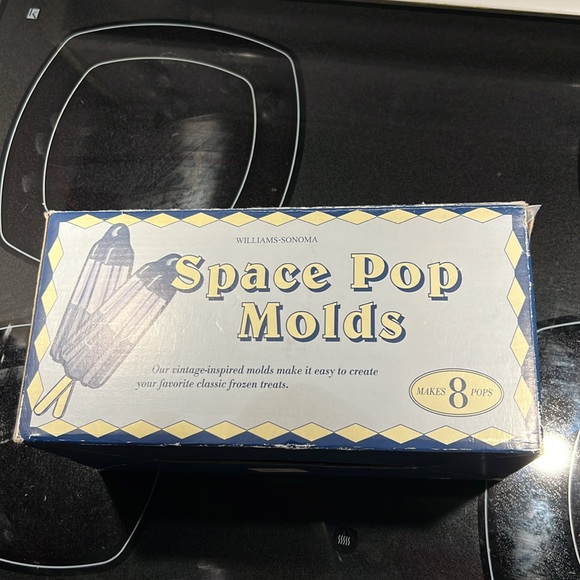 WILLIAMS-SONOMA
Space Pop
Molds
Our vintage-inspired molds make it easy to create
your favorite classic frozen treats.
MAKES 8 POPS